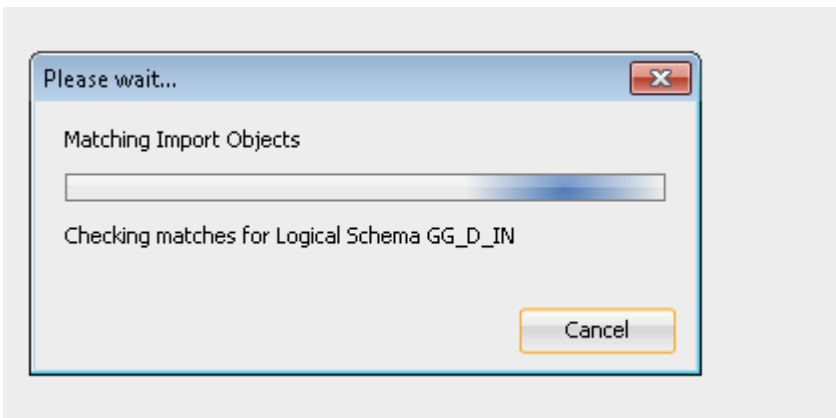 Please wait...
Matching Import Objects
Checking matches for Logical Schema GG_D_IN
Cancel